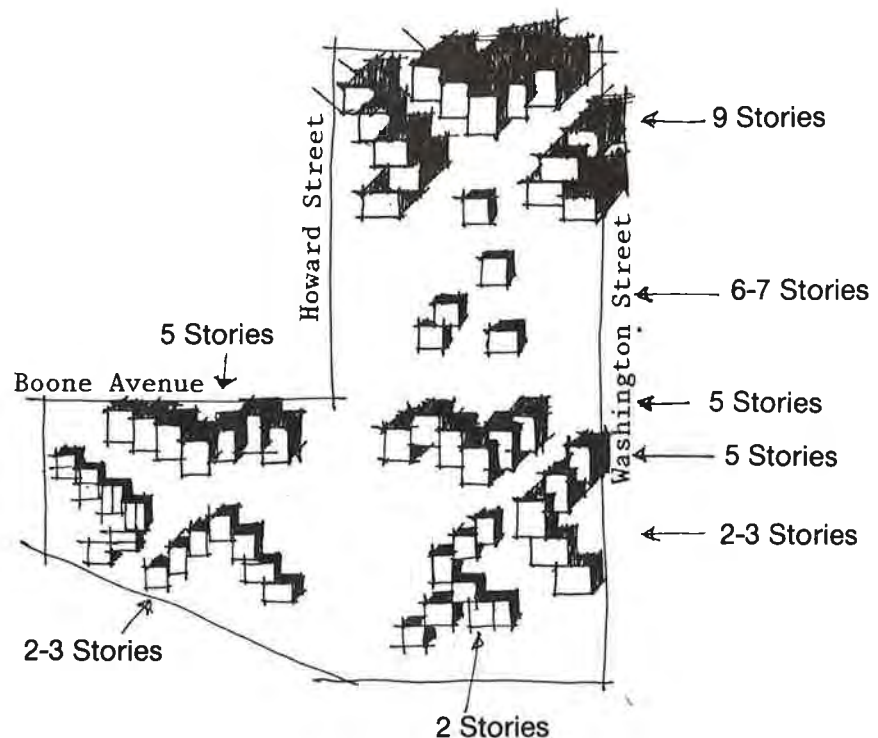 9 Stories
Howard Street
Washington Street
6-7 Stories
5 Stories
Boone Avenue
5 Stories
5 Stories
2-3 Stories
2-3 Stories
2 Stories